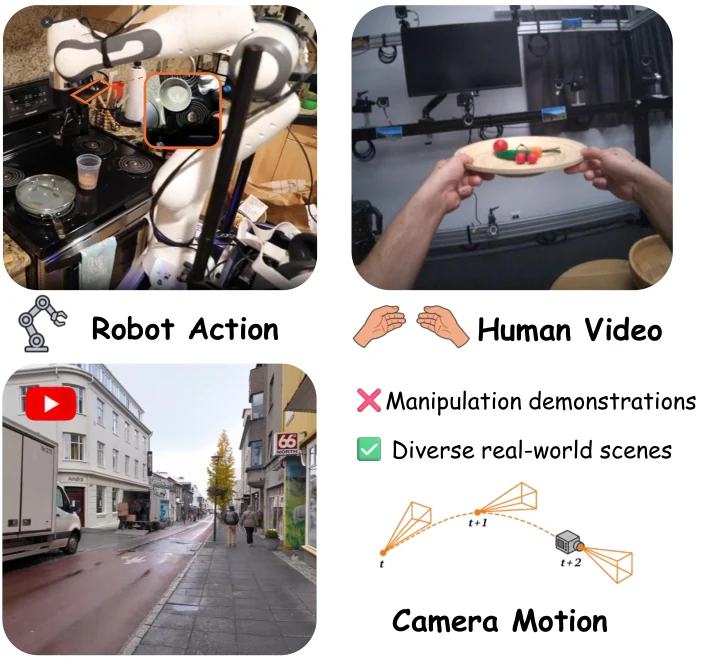 Robot Action
Human Video
Manipulation demonstrations
Diverse real-world scenes
66
NORTH
t
t+1
t+2
Camera Motion